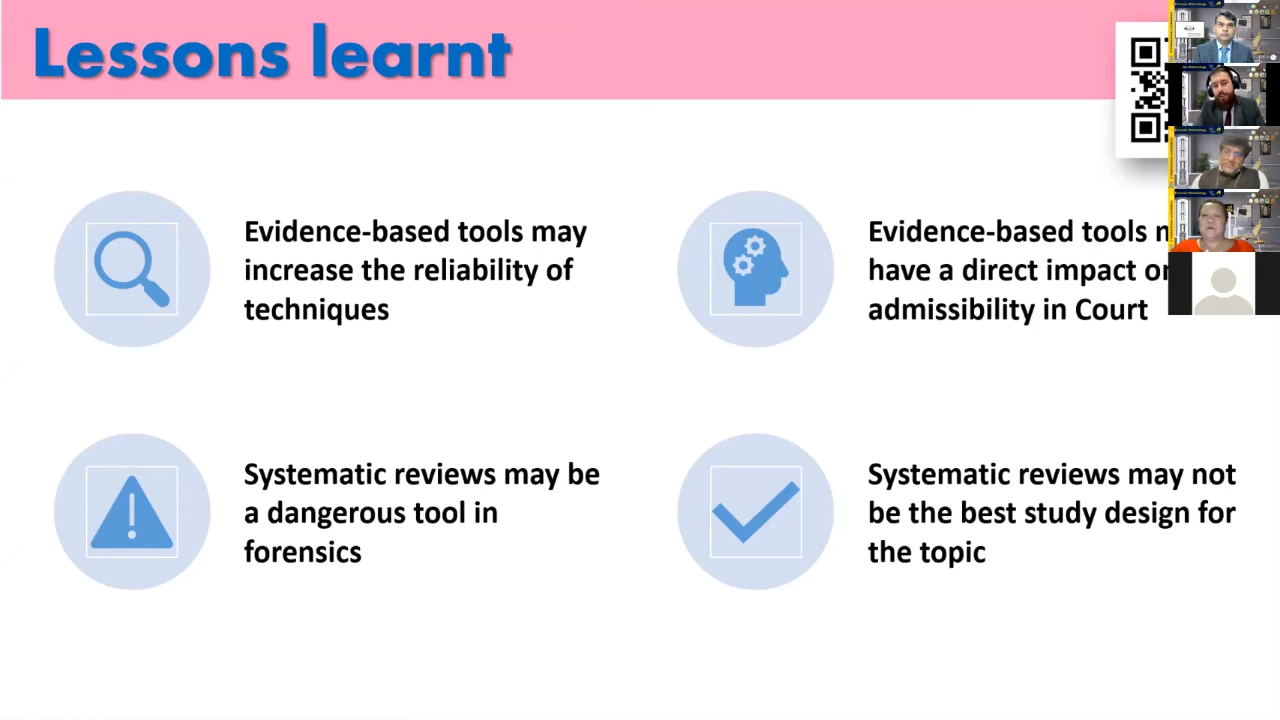 Lessons learnt
Evidence-based tools may
increase the reliability of
techniques
Evidence-based tools
have a direct impact
admissibility in Court
Systematic reviews may be
a dangerous tool in
forensics
Systematic reviews may not
be the best study design for
the topic